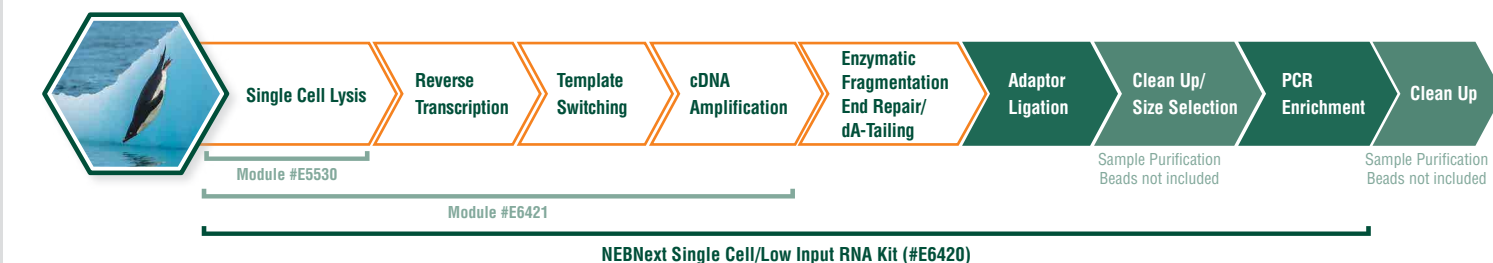 Single Cell Lysis
Reverse
Transcription
Template
Switching
cDNA
Amplification
Enzymatic
Fragmentation
End Repair/
dA-Tailing
Adaptor
Ligation
Clean Up/
Size Selection
PCR
Enrichment
Clean Up
Sample Purification
Beads not included
Sample Purification
Beads not included
Module #E5530
Module #E6421
NEBNext Single Cell/Low Input RNA Kit (#E6420)